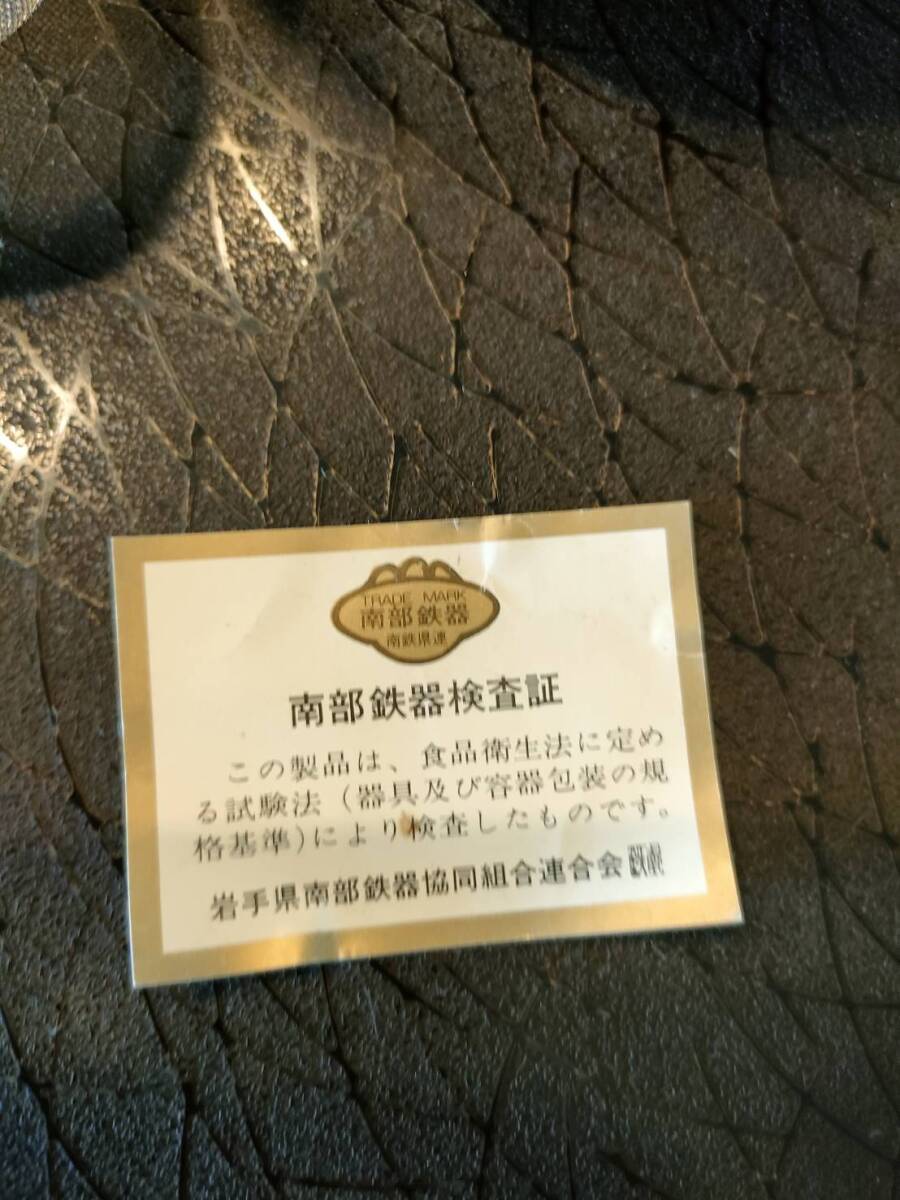 TRADE MARK
南部鉄器
南鉄県連
南部鉄器検査証
この製品は、食品衛生法に定め
る試験法(器具及び容器包装の規
格基準)により検査したものです。
岩手県南部鉄器協同組合連合会